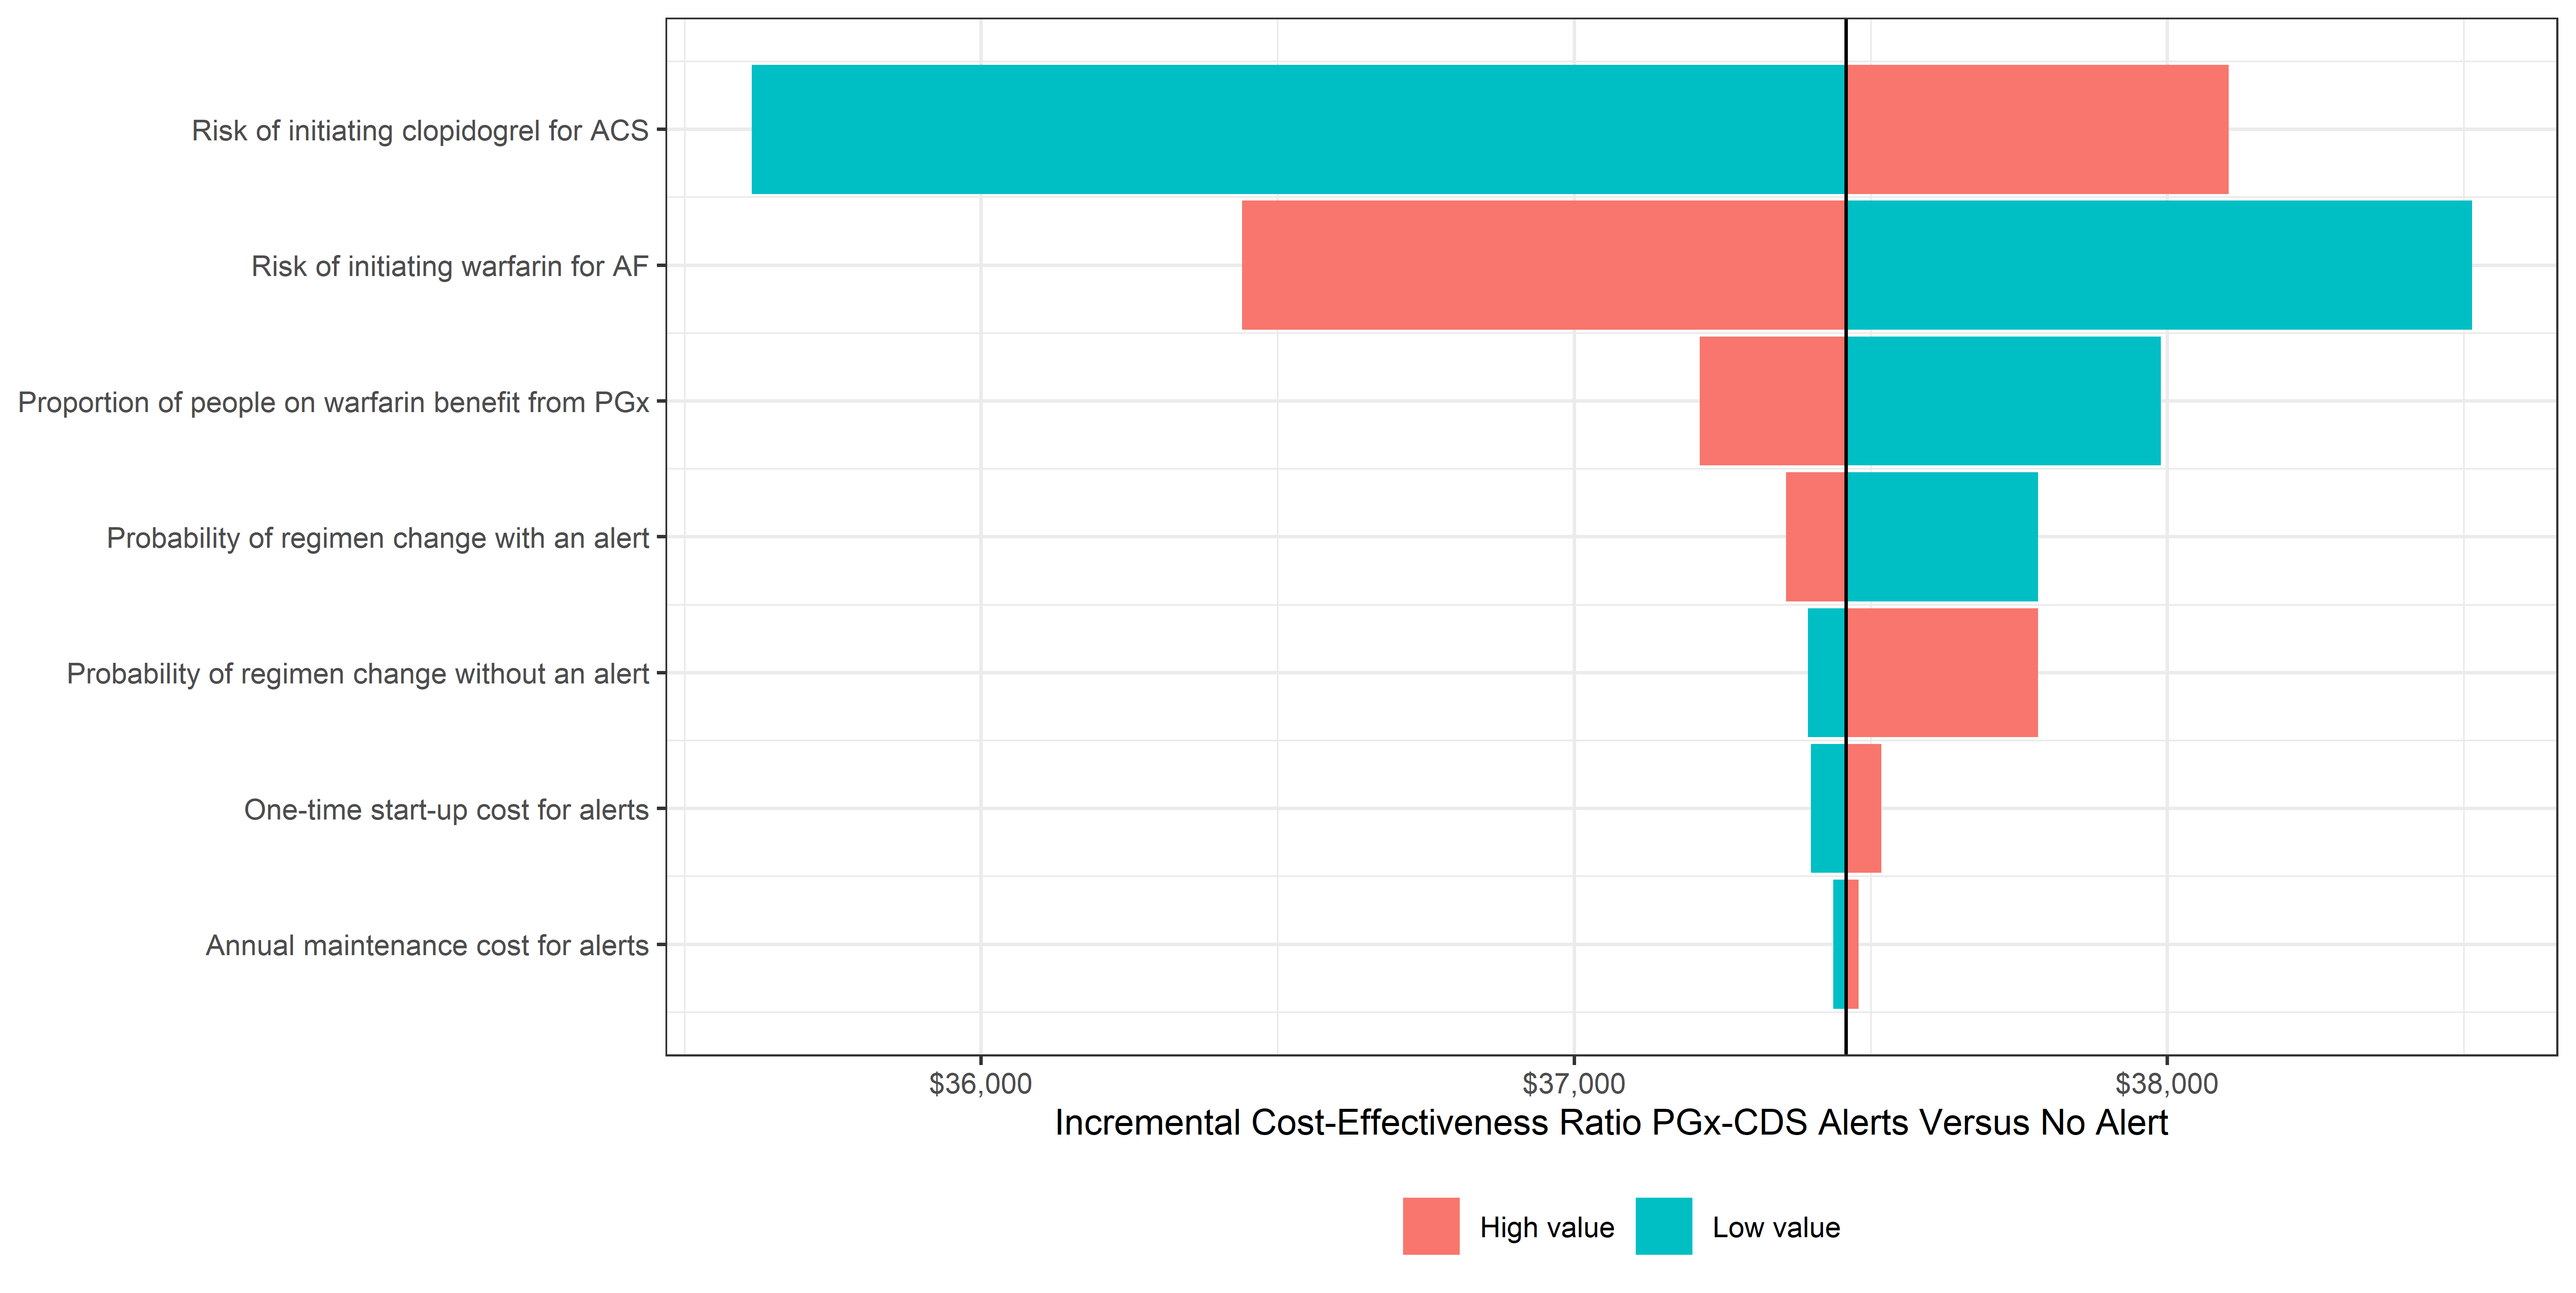 Risk of initiating clopidogrel for ACS
Risk of initiating warfarin for AF
Proportion of people on warfarin benefit from PGx
Probability of regimen change with an alert
Probability of regimen change without an alert
One-time start-up cost for alerts
Annual maintenance cost for alerts
$36,000 $37,000 $38,000
Incremental Cost-Effectiveness Ratio PGx-CDS Alerts Versus No Alert
High value Low value